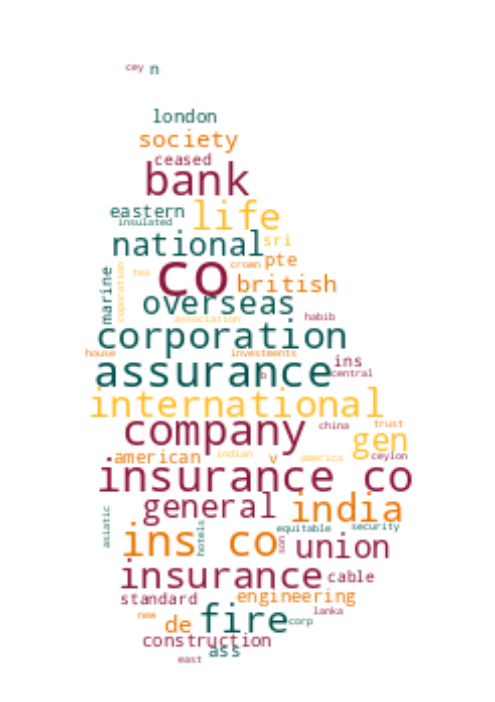 cey n
london
society
ceased
bank
eastern life
insulated
national sri
crown pte
tea co british
marine coporation overseas
association habib
corporation
house investments ins
assurance central
international
company china trust
gen
american indian v america ceylon
insurance co
general india
asiatic equitable security
ins co hotels son union
insurance cable
standard engineering
new de fire lanka
corp
construction
ass
east